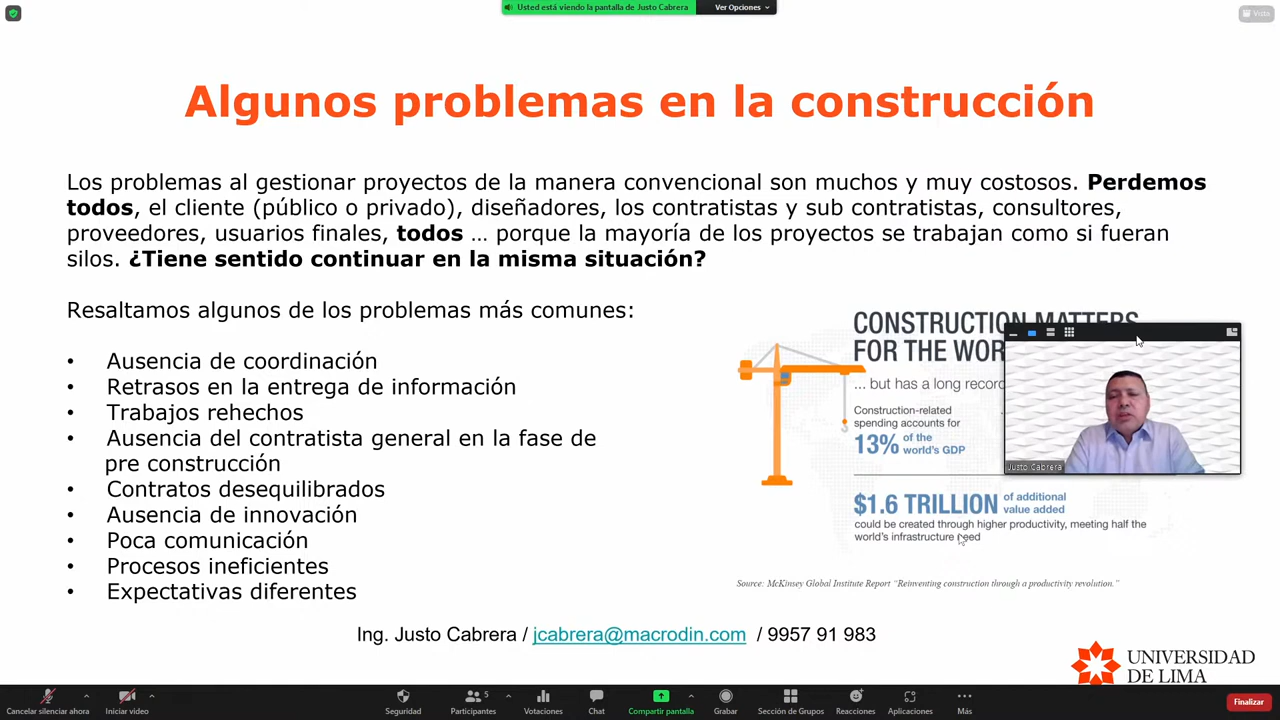 Usted está viendo la pantalla de Justo Cabrera
Ver Opciones
Vista
Algunos problemas en la construcción
Los problemas al gestionar proyectos de la manera convencional son muchos y muy costosos. Perdemos
todos, el cliente (público o privado), diseñadores, los contratistas y sub contratistas, consultores,
proveedores, usuarios finales, todos ... porque la mayoría de los proyectos se trabajan como si fueran
silos. ¿Tiene sentido continuar en la misma situación?
Resaltamos algunos de los problemas más comunes:
• Ausencia de coordinación
• Retrasos en la entrega de información
• Trabajos rehechos
• Ausencia del contratista general en la fase de
pre construcción
• Contratos desequilibrados
• Ausencia de innovación
• Poca comunicación
• Procesos ineficientes
• Expectativas diferentes
CONSTRUCTION MATTERS
FOR THE WOR
... but has a long record
Construction-related
spending accounts for
13% of the
world's GDP
$1.6 TRILLION of additional
value added
could be created through higher productivity, meeting half the
world's infrastructure need
Justo Cabrera
Source: McKinsey Global Institute Report “Reinventing construction through a productivity revolution.”
Ing. Justo Cabrera / jcabrera@macrodin.com / 9957 91 983
UNIVERSIDAD
DE LIMA
Cancelar silenciar ahora
Iniciar video
Seguridad
Participantes
5
Votaciones
Chat
Compartir pantalla
Grabar
Sección de Grupos
Reacciones
Aplicaciones
Más
Finalizar